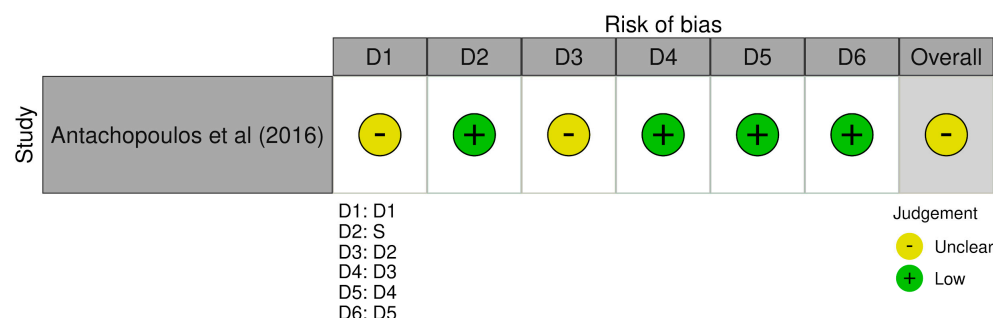 Risk of bias
D1 D2 D3 D4 D5 D6 Overall
Study
Antachopoulos et al (2016) - + - + + + -
D1: D1
D2: S
D3: D2
D4: D3
D5: D4
D6: D5
Judgement
- Unclear
+ Low